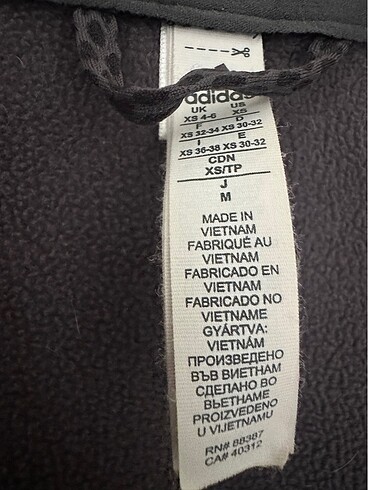 adidas
UK US
XS 4-6 XS
F D
XS 32-34 XS 30-32
I E
XS 36-38 XS 30-32
CDN
XS/TP
J
M
MADE IN
VIETNAM
FABRIQUÉ AU
VIETNAM
FABRICADO EN
VIETNAM
FABRICADO NO
VIETNAME
GYÁRTVA:
VIETNÁM
ПРОИЗВЕДЕНО
ВЪВ ВИЕТНАМ
СДЕЛАНО ВО
ВЬЕТНАМЕ
PROIZVEDENO
U VIJETNAMU
RN# 88387
CA# 40312